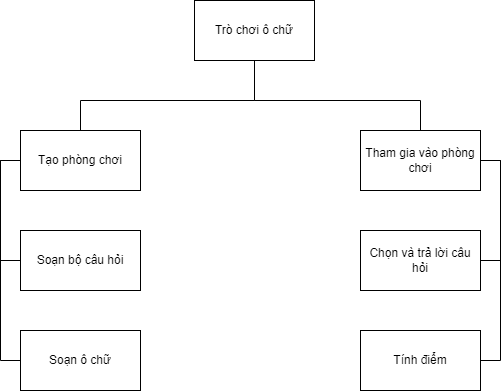 Trò chơi ô chữ
Tạo phòng chơi
Tham gia vào phòng
chơi
Soạn bộ câu hỏi
Chọn và trả lời câu
hỏi
Soạn ô chữ
Tính điểm